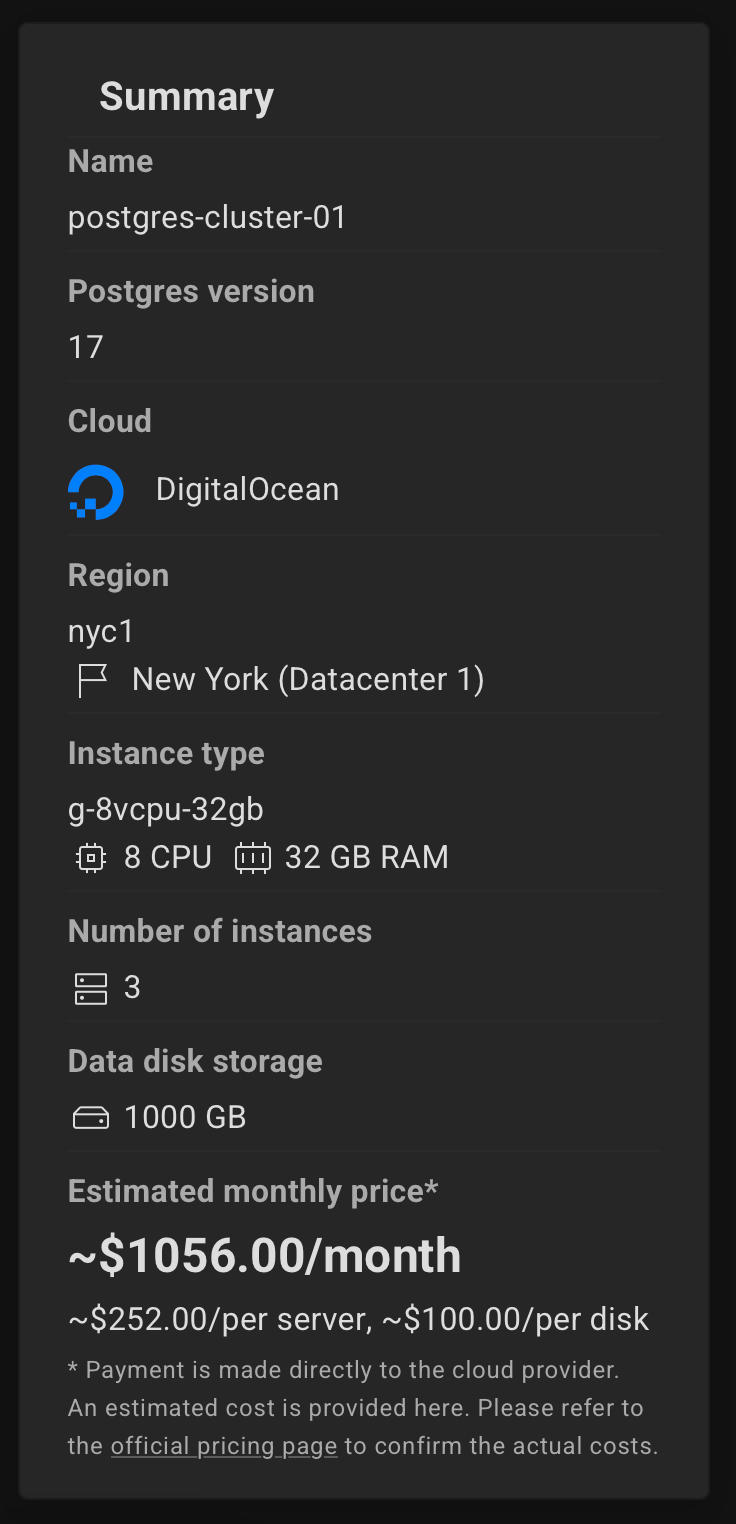 Summary
Name
postgres-cluster-01
Postgres version
17
Cloud
DigitalOcean
Region
nyc1
New York (Datacenter 1)
Instance type
g-8vcpu-32gb
8 CPU 32 GB RAM
Number of instances
3
Data disk storage
1000 GB
Estimated monthly price*
~$1056.00/month
~$252.00/per server, ~$100.00/per disk
* Payment is made directly to the cloud provider.
An estimated cost is provided here. Please refer to
the official pricing page to confirm the actual costs.